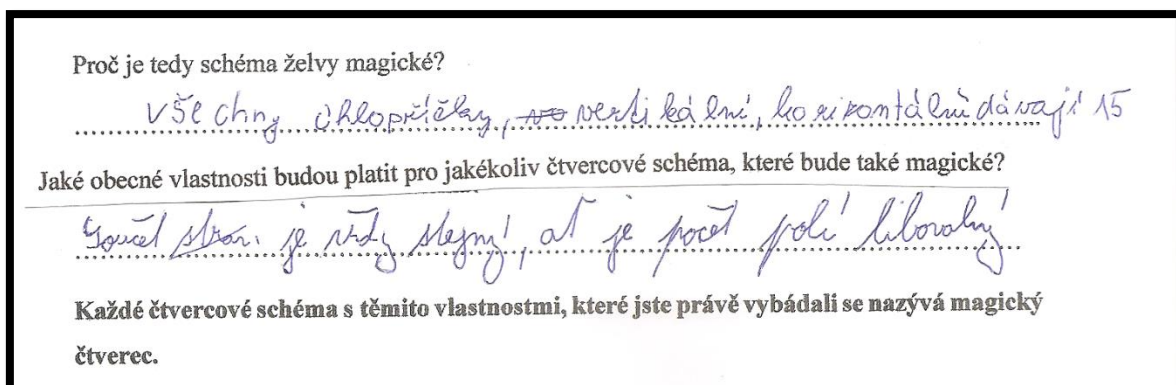 Proč je tedy schéma želvy magické?
všechny úhlopříčky, vertikální, horizontální dávají 15
Jaké obecné vlastnosti budou platit pro jakékoliv čtvercové schéma, které bude také magické?
Součet stran je vždy stejný, ať je počet polí libovolný
Každé čtvercové schéma s těmito vlastnostmi, které jste právě vybádali se nazývá magický
čtverec.